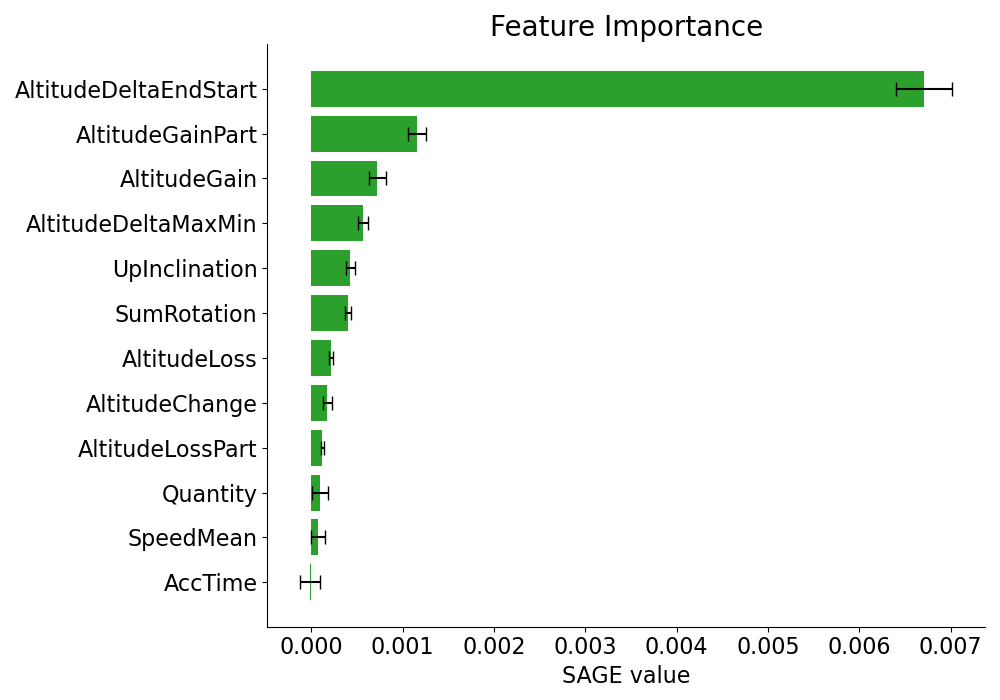 Feature Importance
AltitudeDeltaEndStart
AltitudeGainPart
AltitudeGain
AltitudeDeltaMaxMin
UpInclination
SumRotation
AltitudeLoss
AltitudeChange
AltitudeLossPart
Quantity
SpeedMean
AccTime
0.000 0.001 0.002 0.003 0.004 0.005 0.006 0.007
SAGE value